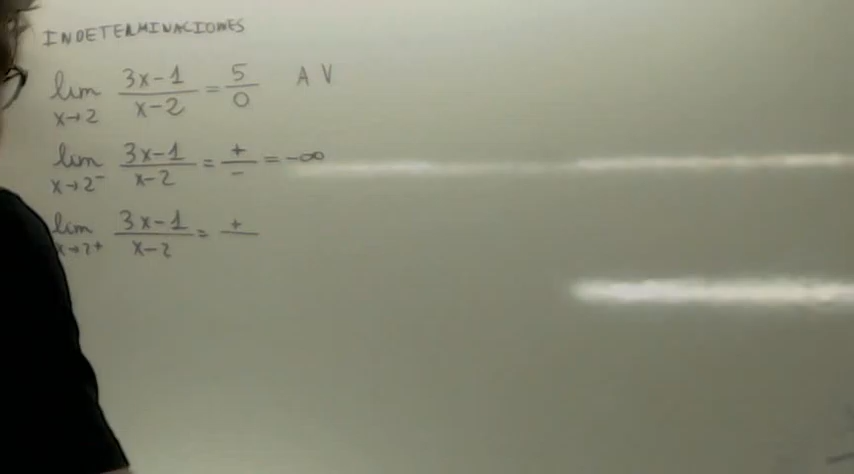 INDETERMINACIONES
lim x→2 3x-1/x-2 = 5/0 A V
lim x→2⁻ 3x-1/x-2 = +/- = -∞
lim x→2⁺ 3x-1/x-2 = +/